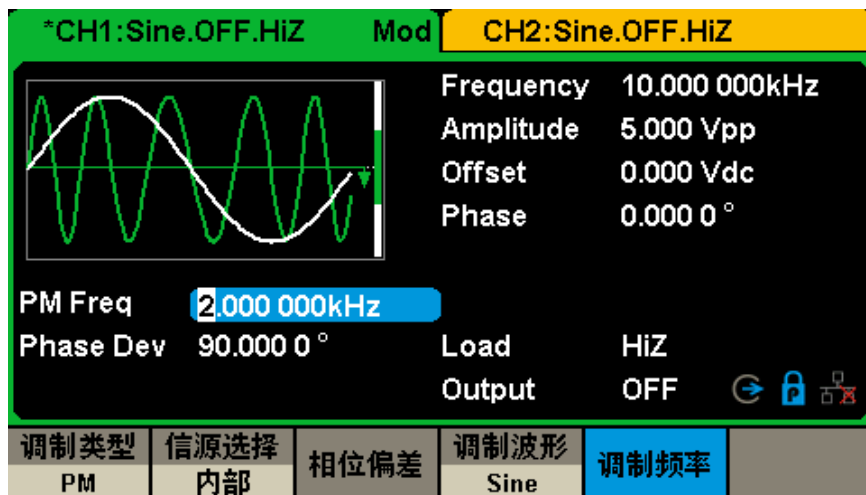 *CH1:Sine.OFF.HiZ Mod CH2:Sine.OFF.HiZ
Frequency 10.000 000kHz
Amplitude 5.000 Vpp
Offset 0.000 Vdc
Phase 0.000 0 °
PM Freq 2.000 000kHz
Phase Dev 90.000 0 °
Load HiZ
Output OFF P
调制类型 信源选择 相位偏差 调制波形 调制频率
PM 内部 Sine